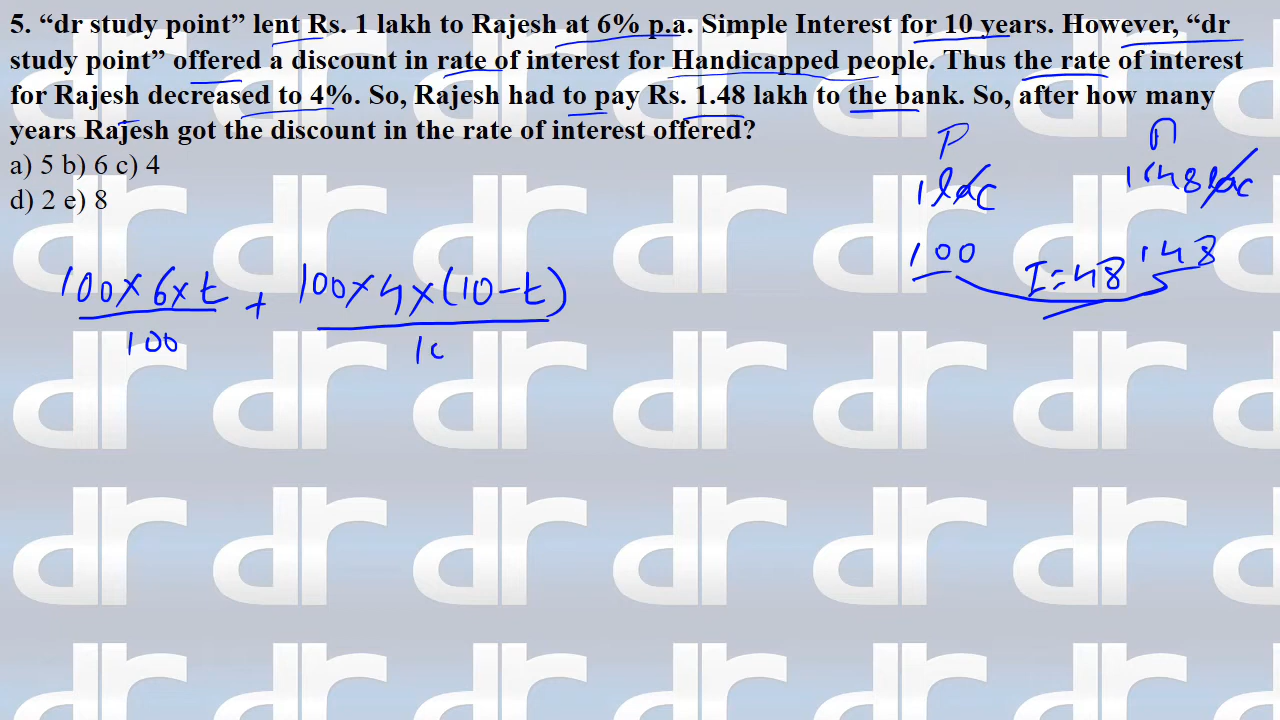 5. “dr study point” lent Rs. 1 lakh to Rajesh at 6% p.a. Simple Interest for 10 years. However, “dr
study point” offered a discount in rate of interest for Handicapped people. Thus the rate of interest
for Rajesh decreased to 4%. So, Rajesh had to pay Rs. 1.48 lakh to the bank. So, after how many
years Rajesh got the discount in the rate of interest offered?
a) 5 b) 6 c) 4
d) 2 e) 8
P
1 lac 1.48 lac
100 I = 48 148
100 × 6 × t + 100 × 4 × (10 - t)
100 10
dr